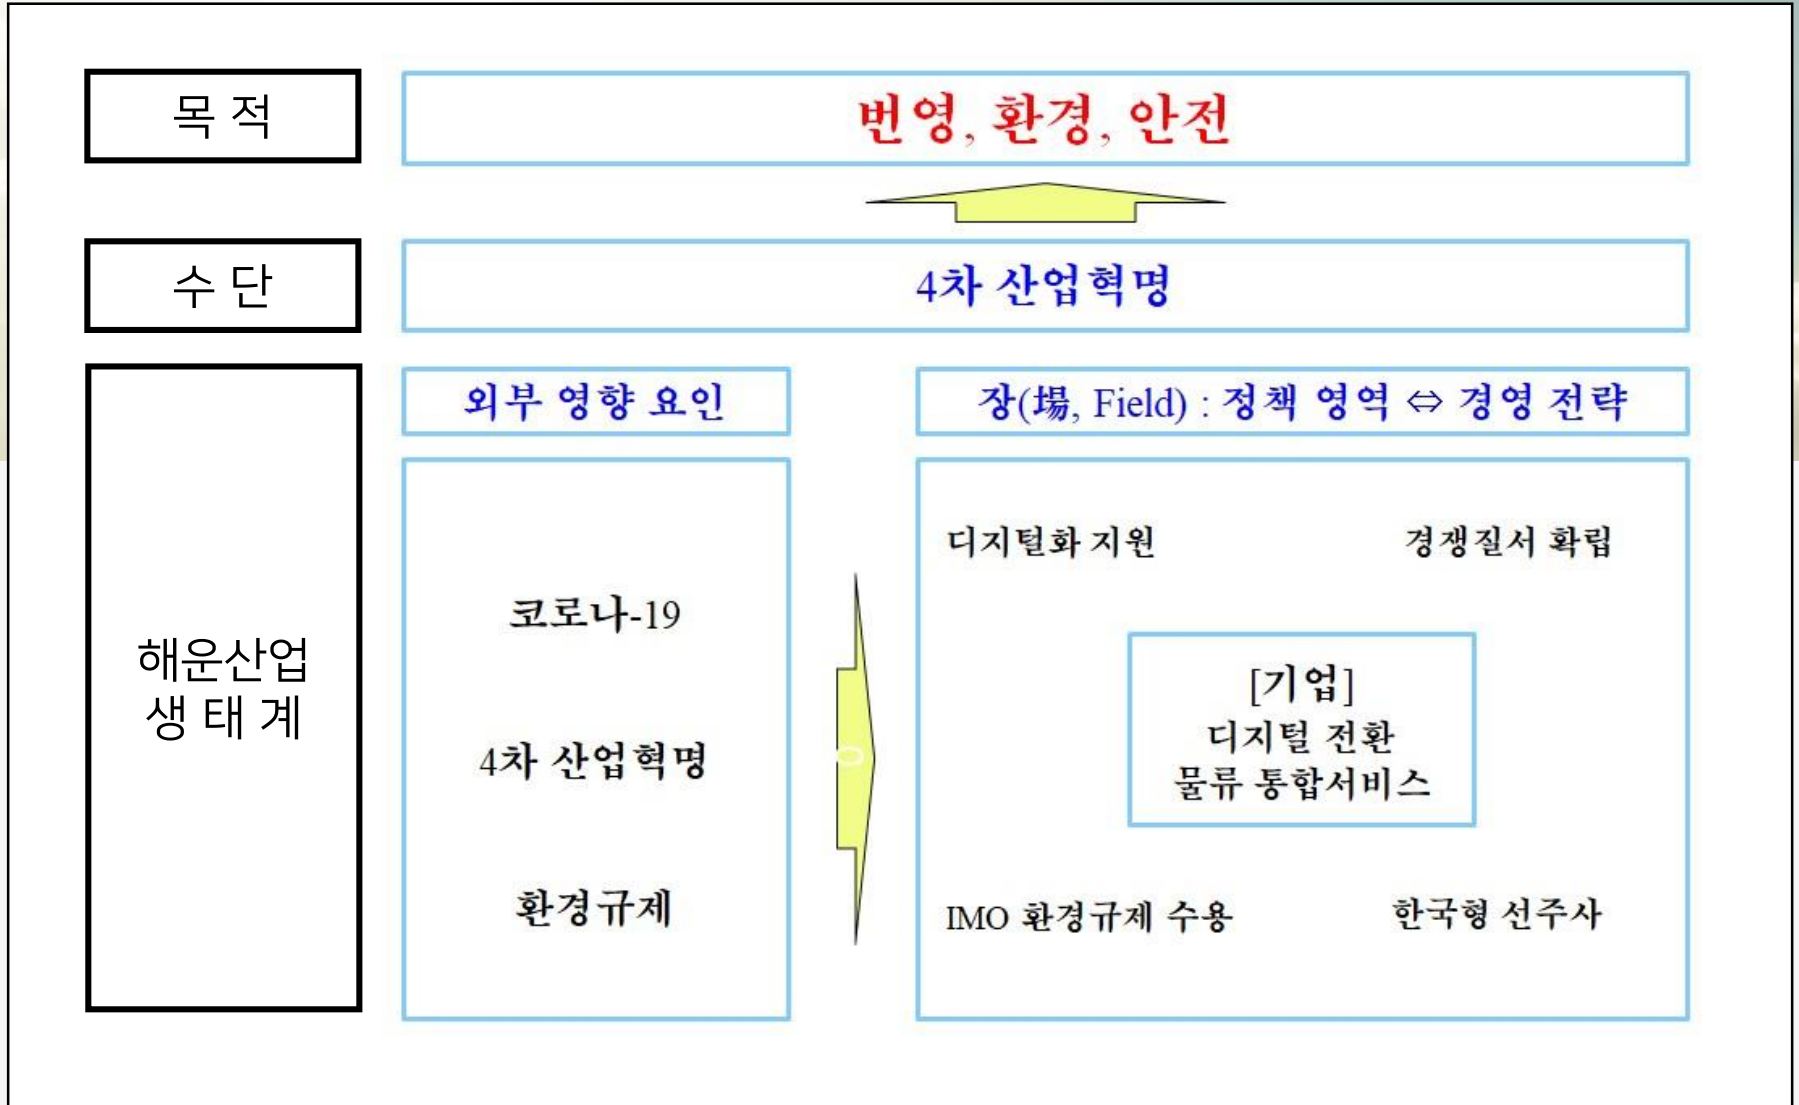 목 적
번영, 환경, 안전
수 단
4차 산업혁명
해운산업
생 태 계
외부 영향 요인
코로나-19
4차 산업혁명
환경규제
장(場, Field) : 정책 영역 ⇔ 경영 전략
디지털화 지원
경쟁질서 확립
[기업]
디지털 전환
물류 통합서비스
IMO 환경규제 수용
한국형 선주사